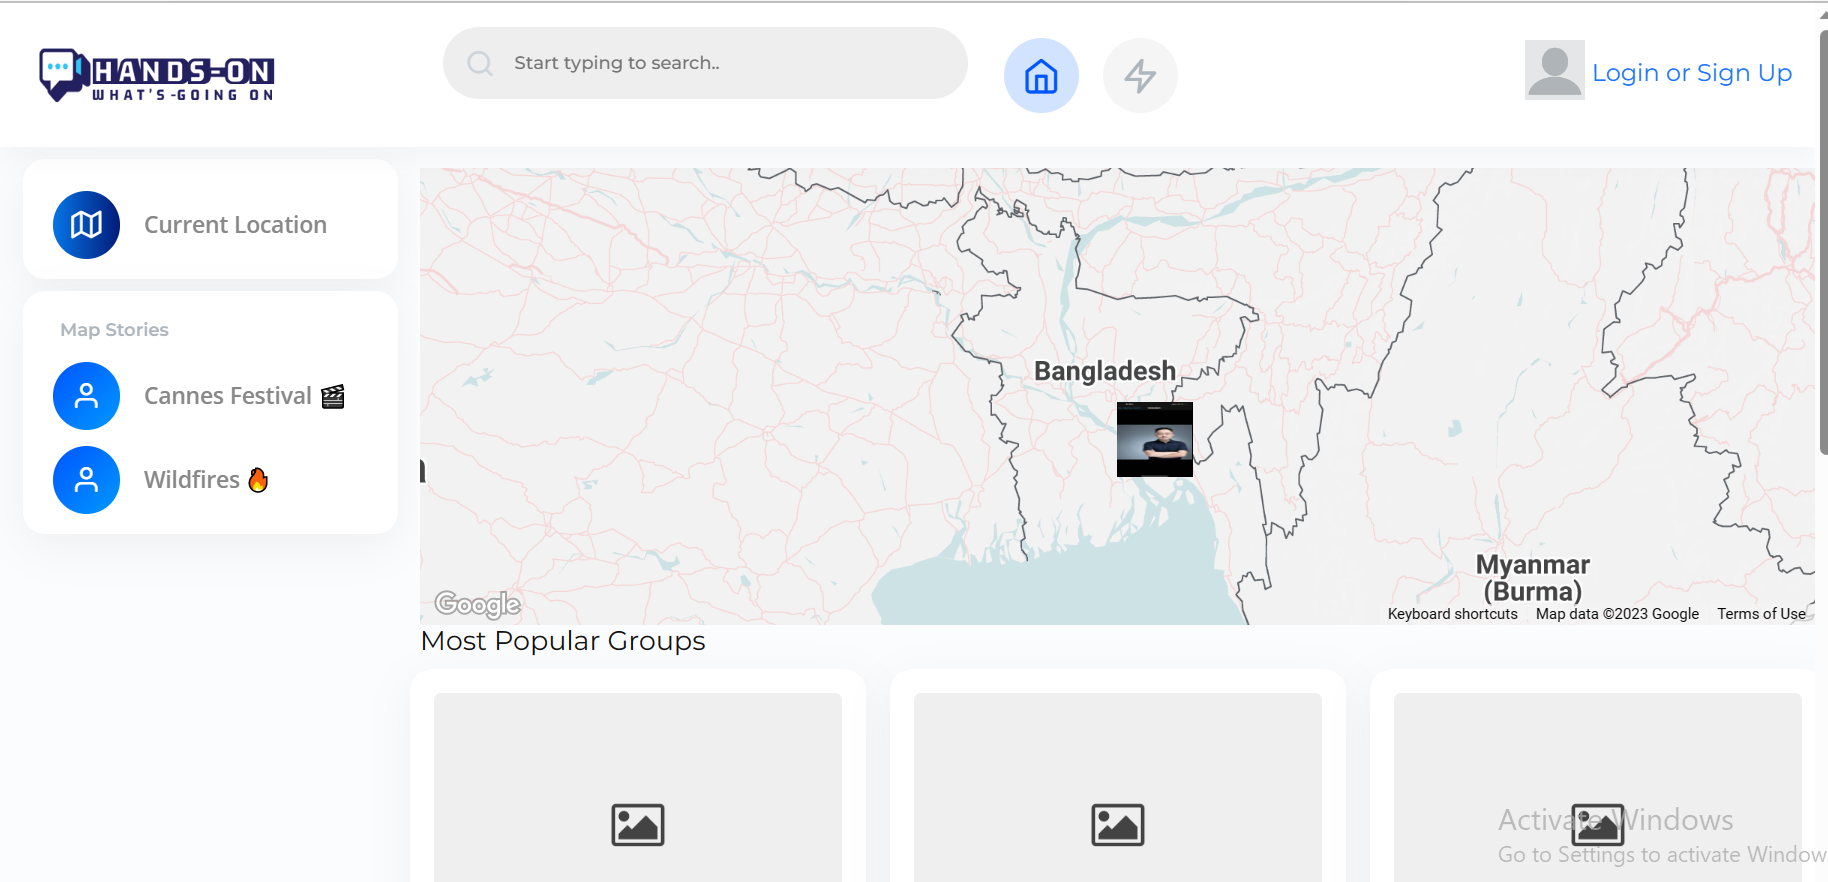 HANDS-ON
WHAT'S-GOING ON
Start typing to search..
Login or Sign Up
Current Location
Map Stories
Cannes Festival 🎬
Wildfires 🔥
Bangladesh
Myanmar
(Burma)
Google
Keyboard shortcuts
Map data ©2023 Google
Terms of Use
Most Popular Groups
Activate Windows
Go to Settings to activate Window